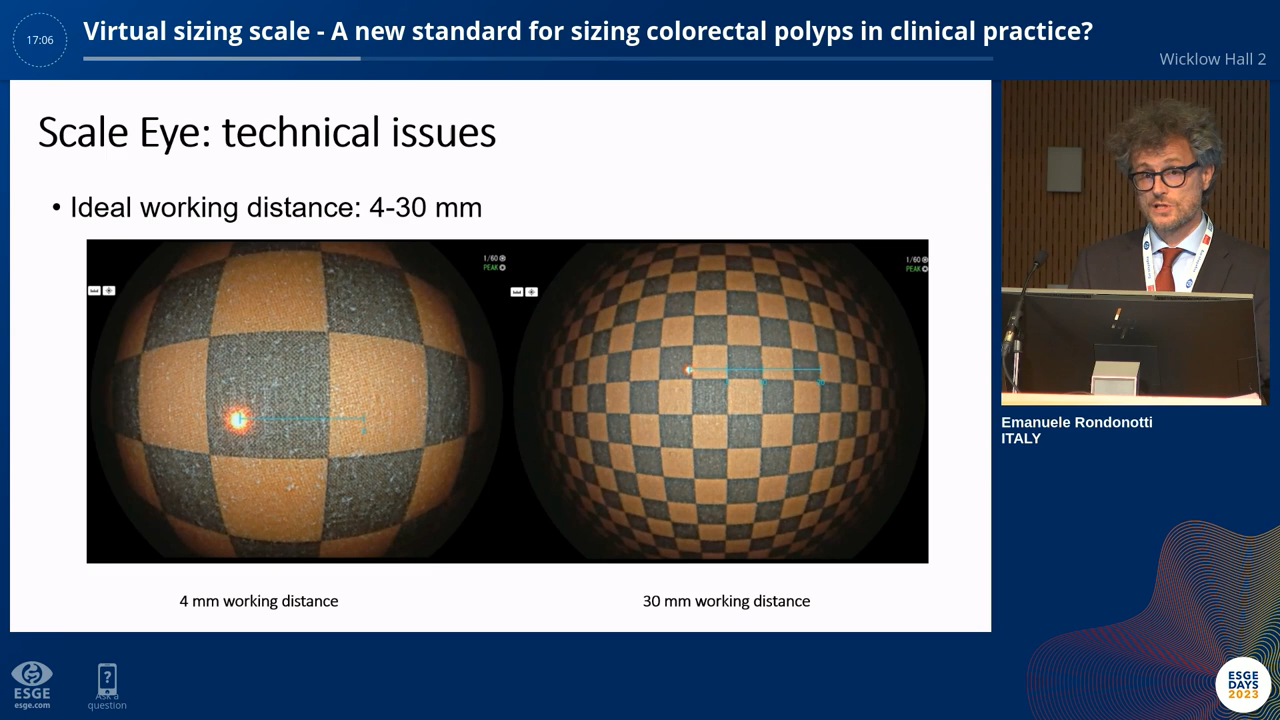 17:06
Virtual sizing scale - A new standard for sizing colorectal polyps in clinical practice?
Wicklow Hall 2
Scale Eye: technical issues
• Ideal working distance: 4-30 mm
1/60
PEAK
1/60
PEAK
4 mm working distance
30 mm working distance
Emanuele Rondonotti
ITALY
ESGE
esge.com
?
Ask a
question
ESGE
DAYS
2023